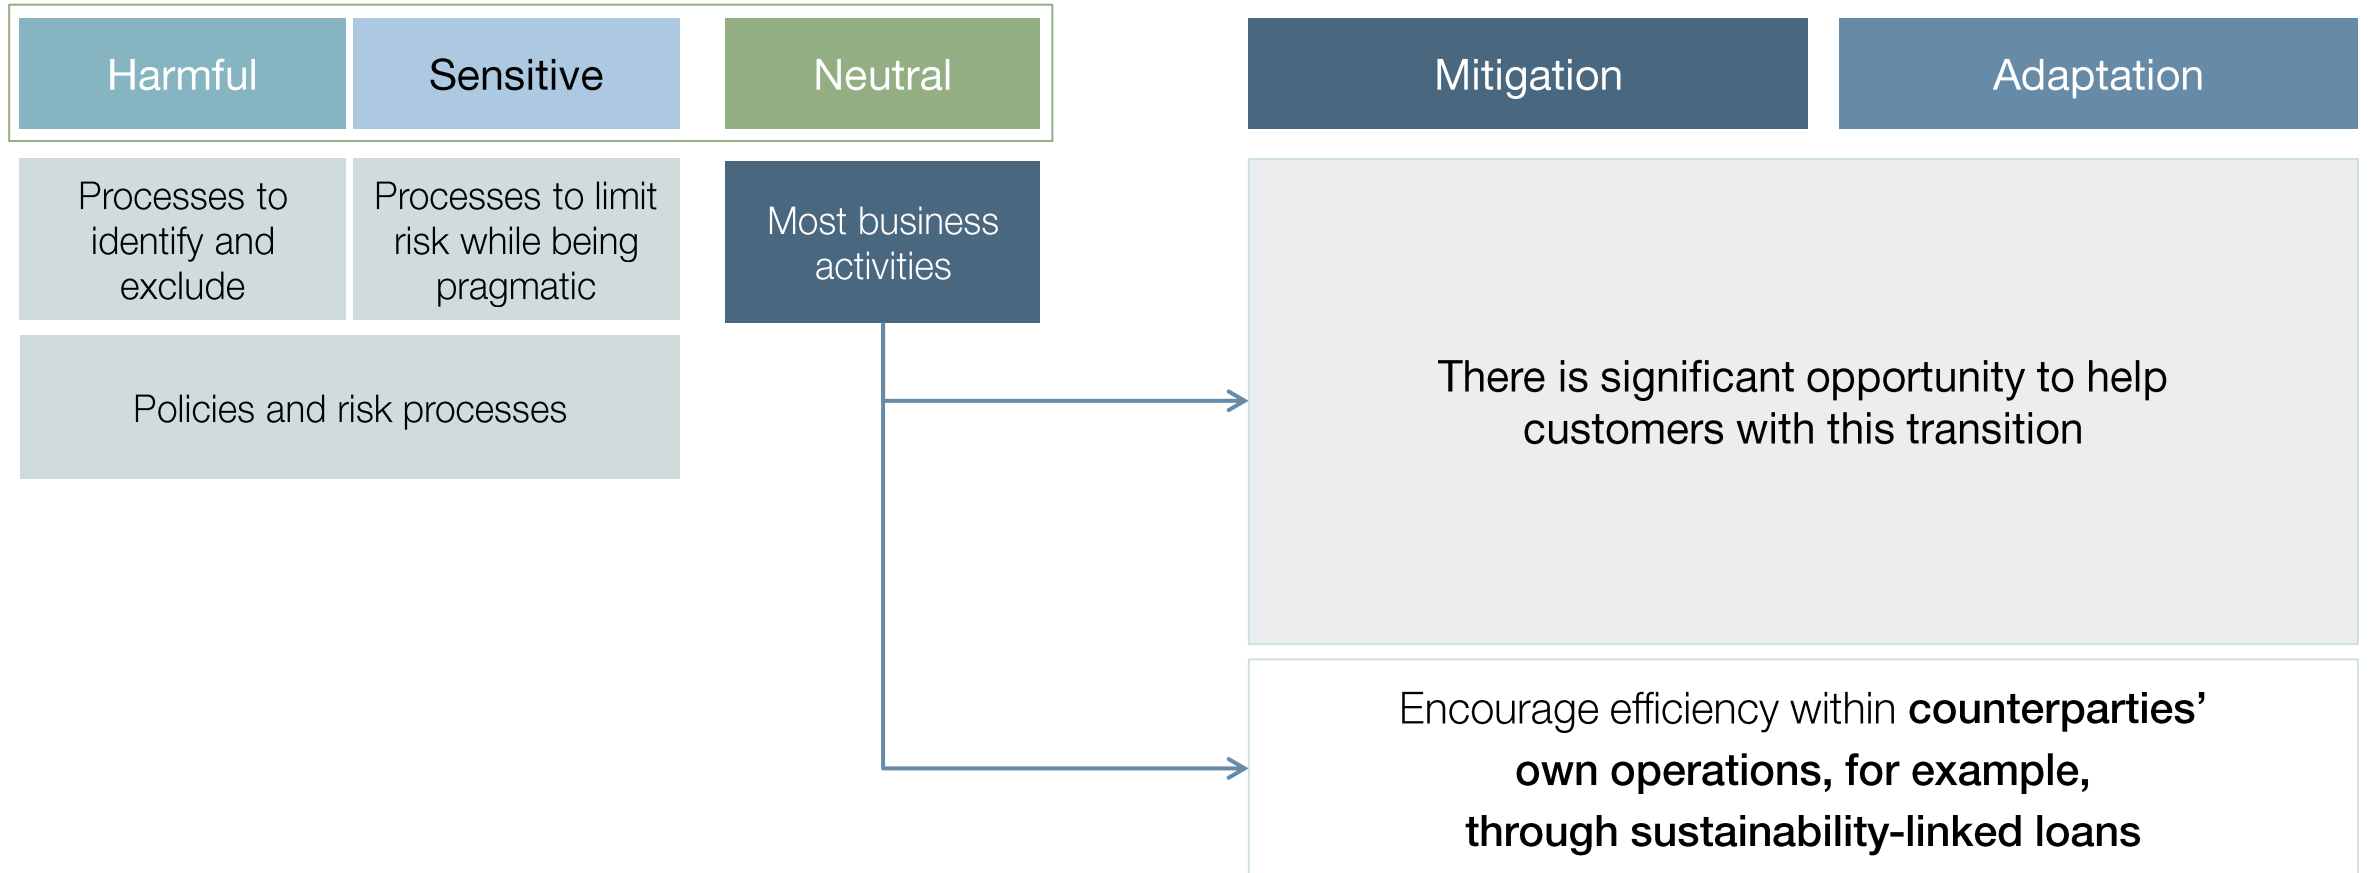 Harmful
Sensitive
Neutral
Mitigation
Adaptation
Processes to
identify and
exclude
Processes to limit
risk while being
pragmatic
Most business
activities
Policies and risk processes
There is significant opportunity to help
customers with this transition
Encourage efficiency within counterparties’
own operations, for example,
through sustainability-linked loans